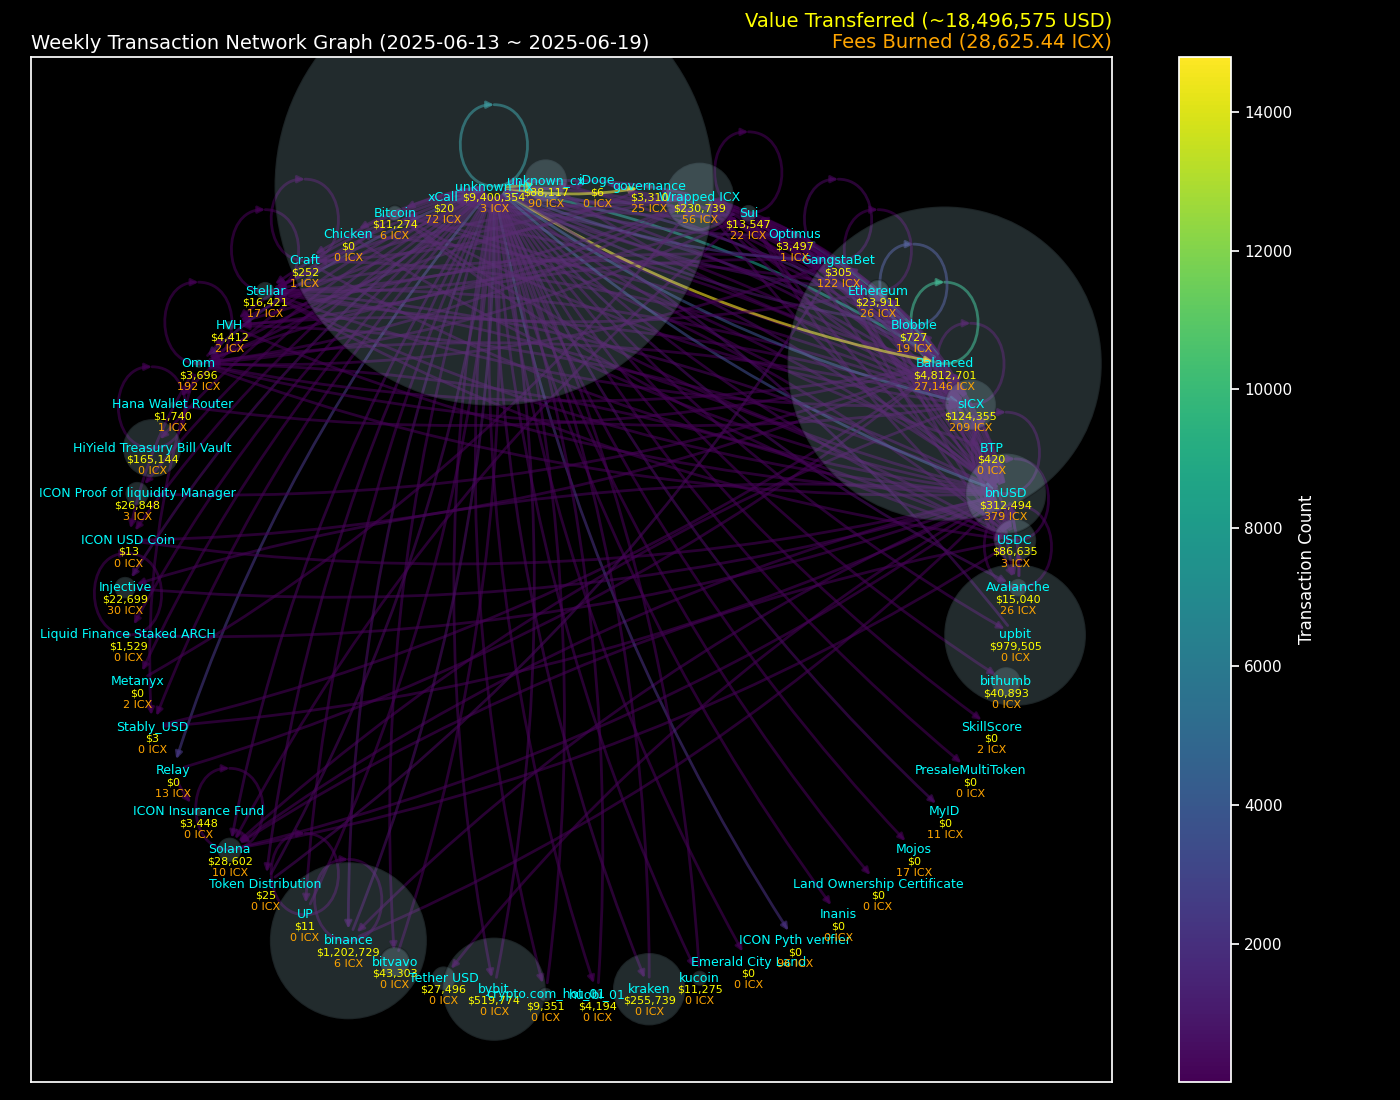 Value Transferred (~18,496,575 USD)
Weekly Transaction Network Graph (2025-06-13 ~ 2025-06-19)
Fees Burned (28,625.44 ICX)
unknown
$9,400,354
3 ICX
unknown_cx
$88,117
90 ICX
iDoge
$6
0 ICX
governance
$3,310
25 ICX
Wrapped ICX
$230,739
56 ICX
Sui
$13,547
22 ICX
Optimus
$3,497
1 ICX
GangstaBet
$305
122 ICX
Ethereum
$23,911
26 ICX
Blobble
$727
19 ICX
Balanced
$4,812,701
27,146 ICX
sICX
$124,355
209 ICX
BTP
$420
0 ICX
bnUSD
$312,494
379 ICX
USDC
$86,635
3 ICX
Avalanche
$15,040
26 ICX
upbit
$979,505
0 ICX
bithumb
$40,893
0 ICX
SkillScore
$0
2 ICX
PresaleMultiToken
$0
0 ICX
MyID
$0
11 ICX
Mojos
$0
17 ICX
Land Ownership Certificate
$0
0 ICX
Inanis
$0
0 ICX
ICON Pyth verifier
$0
ICX
Emerald City Land
$0
0 ICX
kucoin
$11,275
0 ICX
kraken
$255,739
0 ICX
$4,194
0 ICX
crypto.com_hot_01
$9,351
0 ICX
bybit
$519,774
0 ICX
Tether USD
$27,496
0 ICX
bitvavo
$43,303
0 ICX
binance
$1,202,729
6 ICX
UP
$11
0 ICX
Token Distribution
$25
0 ICX
Solana
$28,602
10 ICX
ICON Insurance Fund
$3,448
0 ICX
Relay
$0
13 ICX
Stably_USD
$3
0 ICX
Metanyx
$0
2 ICX
Liquid Finance Staked ARCH
$1,529
0 ICX
Injective
$22,699
30 ICX
ICON USD Coin
$13
0 ICX
ICON Proof of liquidity Manager
$26,848
3 ICX
HiYield Treasury Bill Vault
$165,144
0 ICX
Hana Wallet Router
$1,740
1 ICX
Omm
$3,696
192 ICX
HVH
$4,412
2 ICX
Stellar
$16,421
17 ICX
Craft
$252
1 ICX
Chicken
$0
0 ICX
Bitcoin
$11,274
6 ICX
xCall
$20
72 ICX
14000
12000
10000
8000
6000
4000
2000
Transaction Count